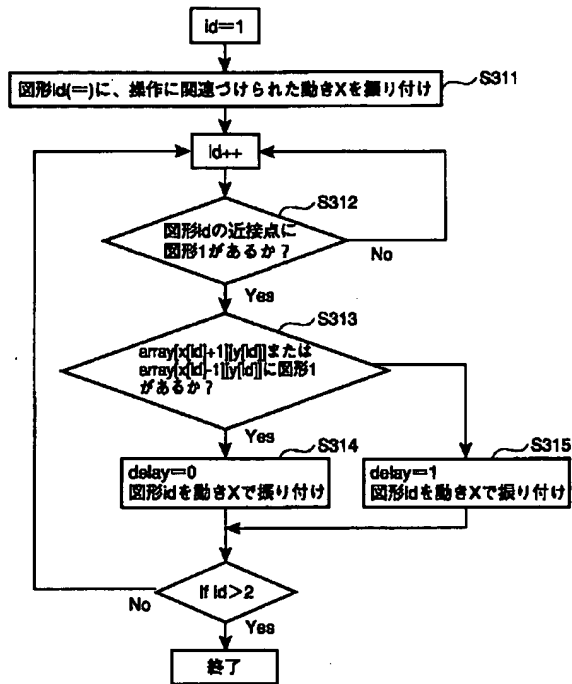 id=1
S311
図形id(=)に、操作に関連づけられた動きXを振り付け
id++
S312
図形idの近接点に
図形1があるか?
No
Yes
S313
array[x[id]+1][y[id]]または
array[x[id]-1][y[id]]に図形1
があるか?
Yes
S314
S315
delay=0
図形idを動きXで振り付け
delay=1
図形idを動きXで振り付け
if id>2
No
Yes
終了